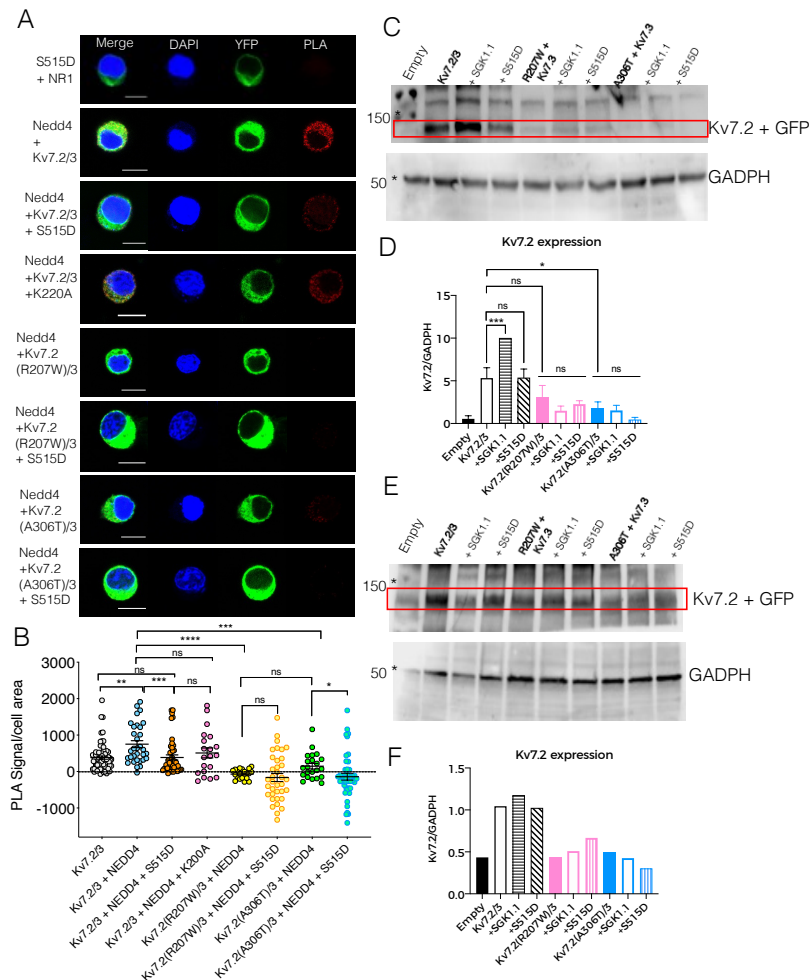 A
Merge DAPI YFP PLA
S515D
+ NR1
Nedd4
+
Kv7.2/3
Nedd4
+Kv7.2/3
+ S515D
Nedd4
+Kv7.2/3
+K220A
Nedd4
+Kv7.2
(R207W)/3
Nedd4
+Kv7.2
(R207W)/3
+ S515D
Nedd4
+Kv7.2
(A306T)/3
Nedd4
+Kv7.2
(A306T)/3
+ S515D
B
PLA Signal/cell area
3000
2000
1000
0
-1000
***
****
ns
ns
** *** ns
ns
ns
*
Kv7.2/3
Kv7.2/3 + NEDD4
Kv7.2/3 + NEDD4 + S515D
Kv7.2/3 + NEDD4 + K200A
Kv7.2(R207W)/3 + NEDD4
Kv7.2(R207W)/3 + NEDD4 + S515D
Kv7.2(A306T)/3 + NEDD4
Kv7.2(A306T)/3 + NEDD4 + S515D
C
Empty
Kv7.2/3
+ SGK1.1
+ S515D
R207W +
Kv7.3
+ SGK1.1
+ S515D
A306T + Kv7.3
+ SGK1.1
+ S515D
150 *
Kv7.2 + GFP
50 *
GADPH
D
Kv7.2 expression
Kv7.2/GADPH
15
10
5
0
*
ns
ns
***
ns
ns
Empty
Kv7.2/3
+SGK1.1
+S515D
Kv7.2(R207W)/3
+SGK1.1
+S515D
Kv7.2(A306T)/3
+SGK1.1
+S515D
E
Empty
Kv7.2/3
+ SGK1.1
+ S515D
R207W +
Kv7.3
+ SGK1.1
+ S515D
A306T + Kv7.3
+ SGK1.1
+ S515D
150 *
Kv7.2 + GFP
50 *
GADPH
F
Kv7.2 expression
Kv7.2/GADPH
1.5
1.0
0.5
0.0
Empty
Kv7.2/3
+SGK1.1
+S515D
Kv7.2(R207W)/3
+SGK1.1
+S515D
Kv7.2(A306T)/3
+SGK1.1
+S515D